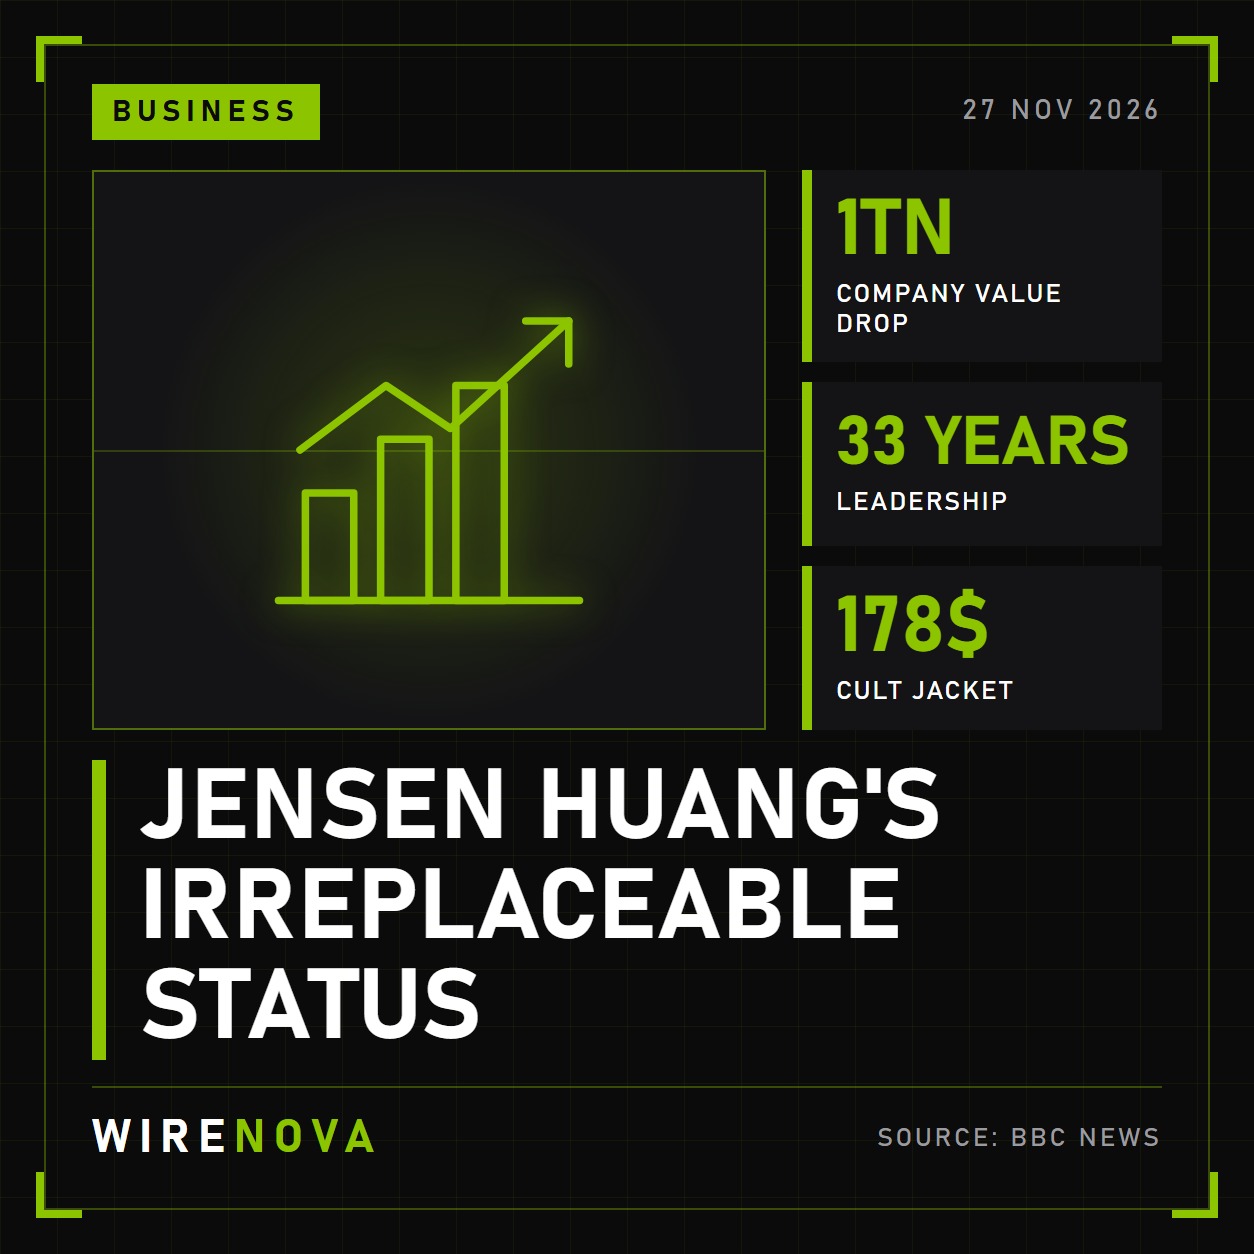 BUSINESS
27 NOV 2026
1TN
COMPANY VALUE
DROP
33 YEARS
LEADERSHIP
178$
CULT JACKET
JENSEN HUANG'S
IRREPLACEABLE
STATUS
WIRENOVA
SOURCE: BBC NEWS